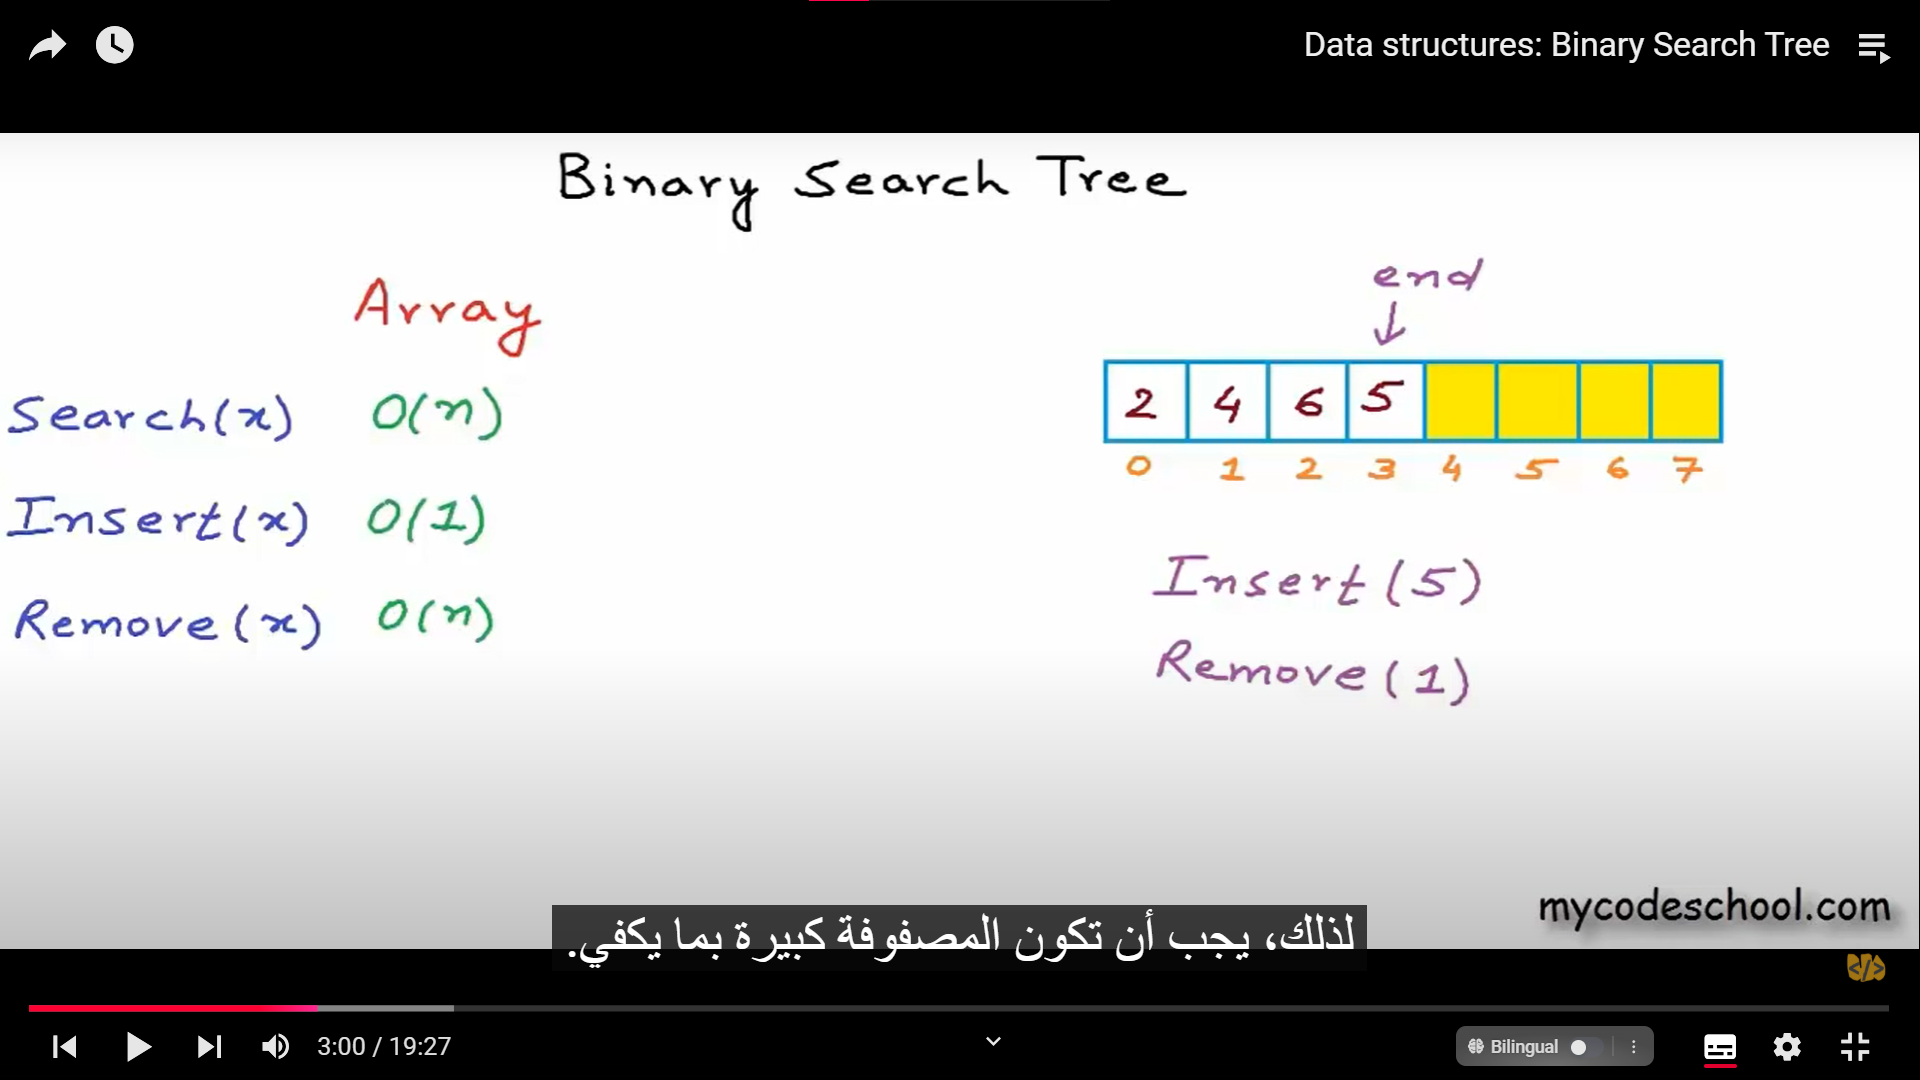 Data structures: Binary Search Tree
Binary Search Tree
end
Array
2 4 6 5
Search(x) O(n)
0 1 2 3 4 5 6 7
Insert(x) O(1)
Insert(5)
Remove(x) O(n)
Remove(1)
mycodeschool.com
لذلك، يجب أن تكون المصفوفة كبيرة بما يكفي.
3:00 / 19:27
Bilingual